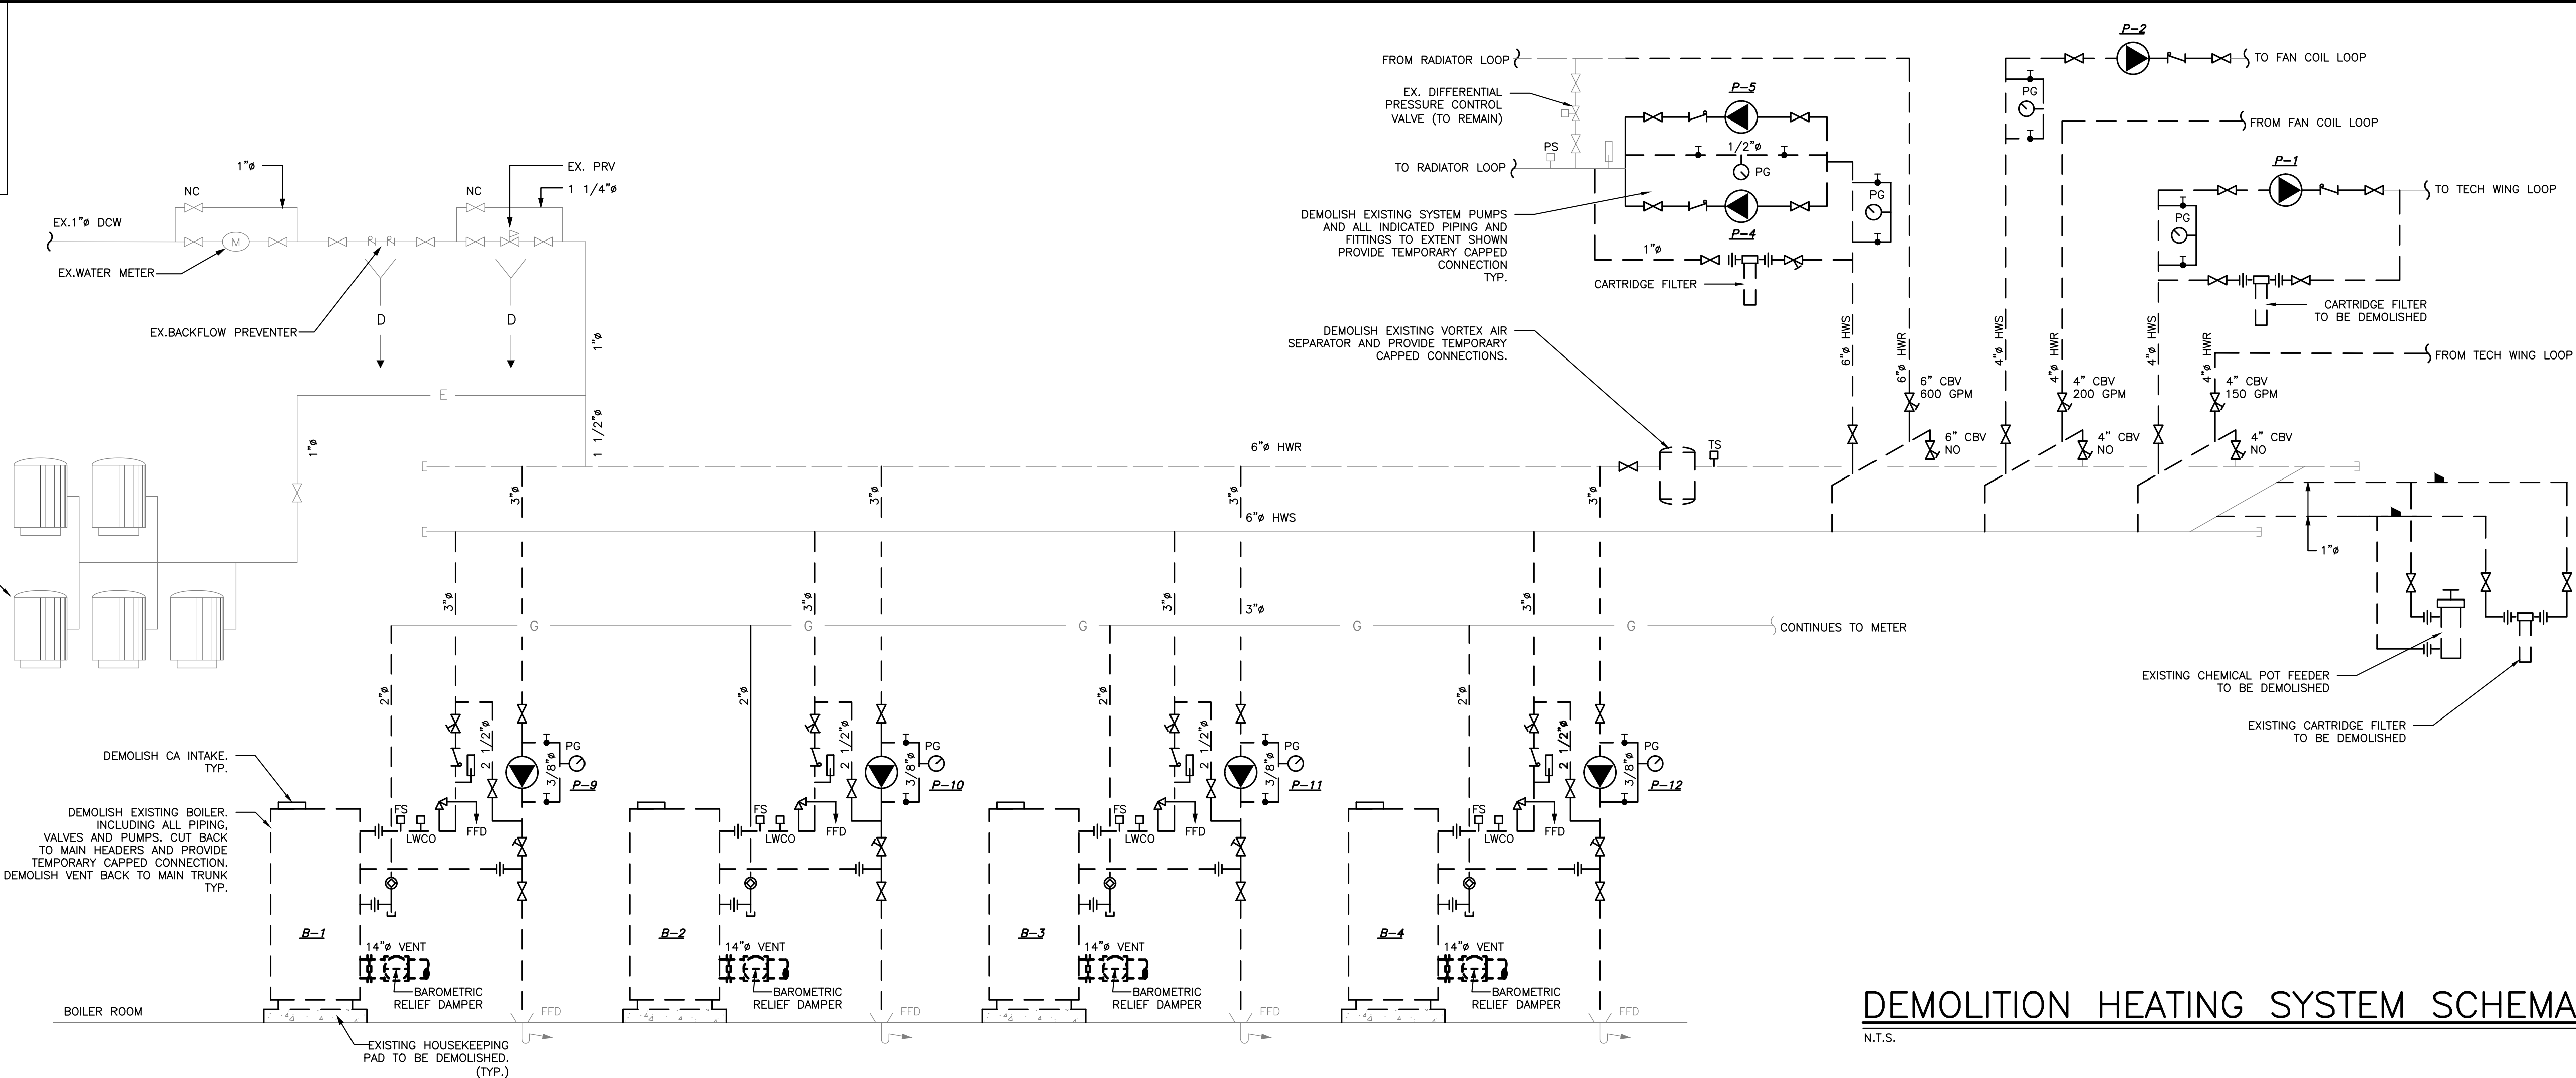 1"ø
NC
EX.1"ø DCW
M
EX.WATER METER
NC
EX. PRV
1 1/4"ø
EX.BACKFLOW PREVENTER
D
D
1"ø
E
1"ø
1 1/2"ø
FROM RADIATOR LOOP
EX. DIFFERENTIAL
PRESSURE CONTROL
VALVE (TO REMAIN)
PS
TO RADIATOR LOOP
P-5
1/2"ø
PG
P-4
PG
DEMOLISH EXISTING SYSTEM PUMPS
AND ALL INDICATED PIPING AND
FITTINGS TO EXTENT SHOWN
PROVIDE TEMPORARY CAPPED
CONNECTION
TYP.
1"ø
CARTRIDGE FILTER
DEMOLISH EXISTING VORTEX AIR
SEPARATOR AND PROVIDE TEMPORARY
CAPPED CONNECTIONS.
P-2
TO FAN COIL LOOP
PG
FROM FAN COIL LOOP
P-1
TO TECH WING LOOP
PG
CARTRIDGE FILTER
TO BE DEMOLISHED
FROM TECH WING LOOP
6"ø HWS
6"ø HWR
4"ø HWS
4"ø HWR
4"ø HWS
4"ø HWR
6" CBV
600 GPM
4" CBV
200 GPM
4" CBV
150 GPM
6" CBV
NO
4" CBV
NO
4" CBV
NO
6"ø HWR
TS
3"ø
3"ø
3"ø
3"ø
6"ø HWS
1"ø
3"ø
3"ø
3"ø
3"ø
3"ø
G
G
G
G
G
CONTINUES TO METER
EXISTING CHEMICAL POT FEEDER
TO BE DEMOLISHED
EXISTING CARTRIDGE FILTER
TO BE DEMOLISHED
DEMOLISH CA INTAKE.
TYP.
DEMOLISH EXISTING BOILER.
INCLUDING ALL PIPING,
VALVES AND PUMPS. CUT BACK
TO MAIN HEADERS AND PROVIDE
TEMPORARY CAPPED CONNECTION.
DEMOLISH VENT BACK TO MAIN TRUNK
TYP.
2"ø
2 1/2"ø
3/8"ø
PG
P-9
FS
LWCO
FFD
B-1
14"ø VENT
BAROMETRIC
RELIEF DAMPER
FFD
2"ø
2 1/2"ø
3/8"ø
PG
P-10
FS
LWCO
FFD
B-2
14"ø VENT
BAROMETRIC
RELIEF DAMPER
FFD
2"ø
2 1/2"ø
3/8"ø
PG
P-11
FS
LWCO
FFD
B-3
14"ø VENT
BAROMETRIC
RELIEF DAMPER
FFD
2"ø
2 1/2"ø
3/8"ø
PG
P-12
FS
LWCO
FFD
B-4
14"ø VENT
BAROMETRIC
RELIEF DAMPER
FFD
BOILER ROOM
EXISTING HOUSEKEEPING
PAD TO BE DEMOLISHED.
(TYP.)
DEMOLITION HEATING SYSTEM SCHEMA
N.T.S.